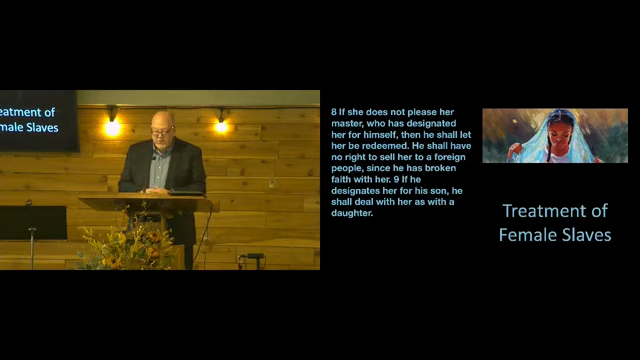 eatment of
male Slaves
8 If she does not please her
master, who has designated
her for himself, then he shall let
her be redeemed. He shall have
no right to sell her to a foreign
people, since he has broken
faith with her. 9 If he
designates her for his son, he
shall deal with her as with a
daughter.
Treatment of
Female Slaves